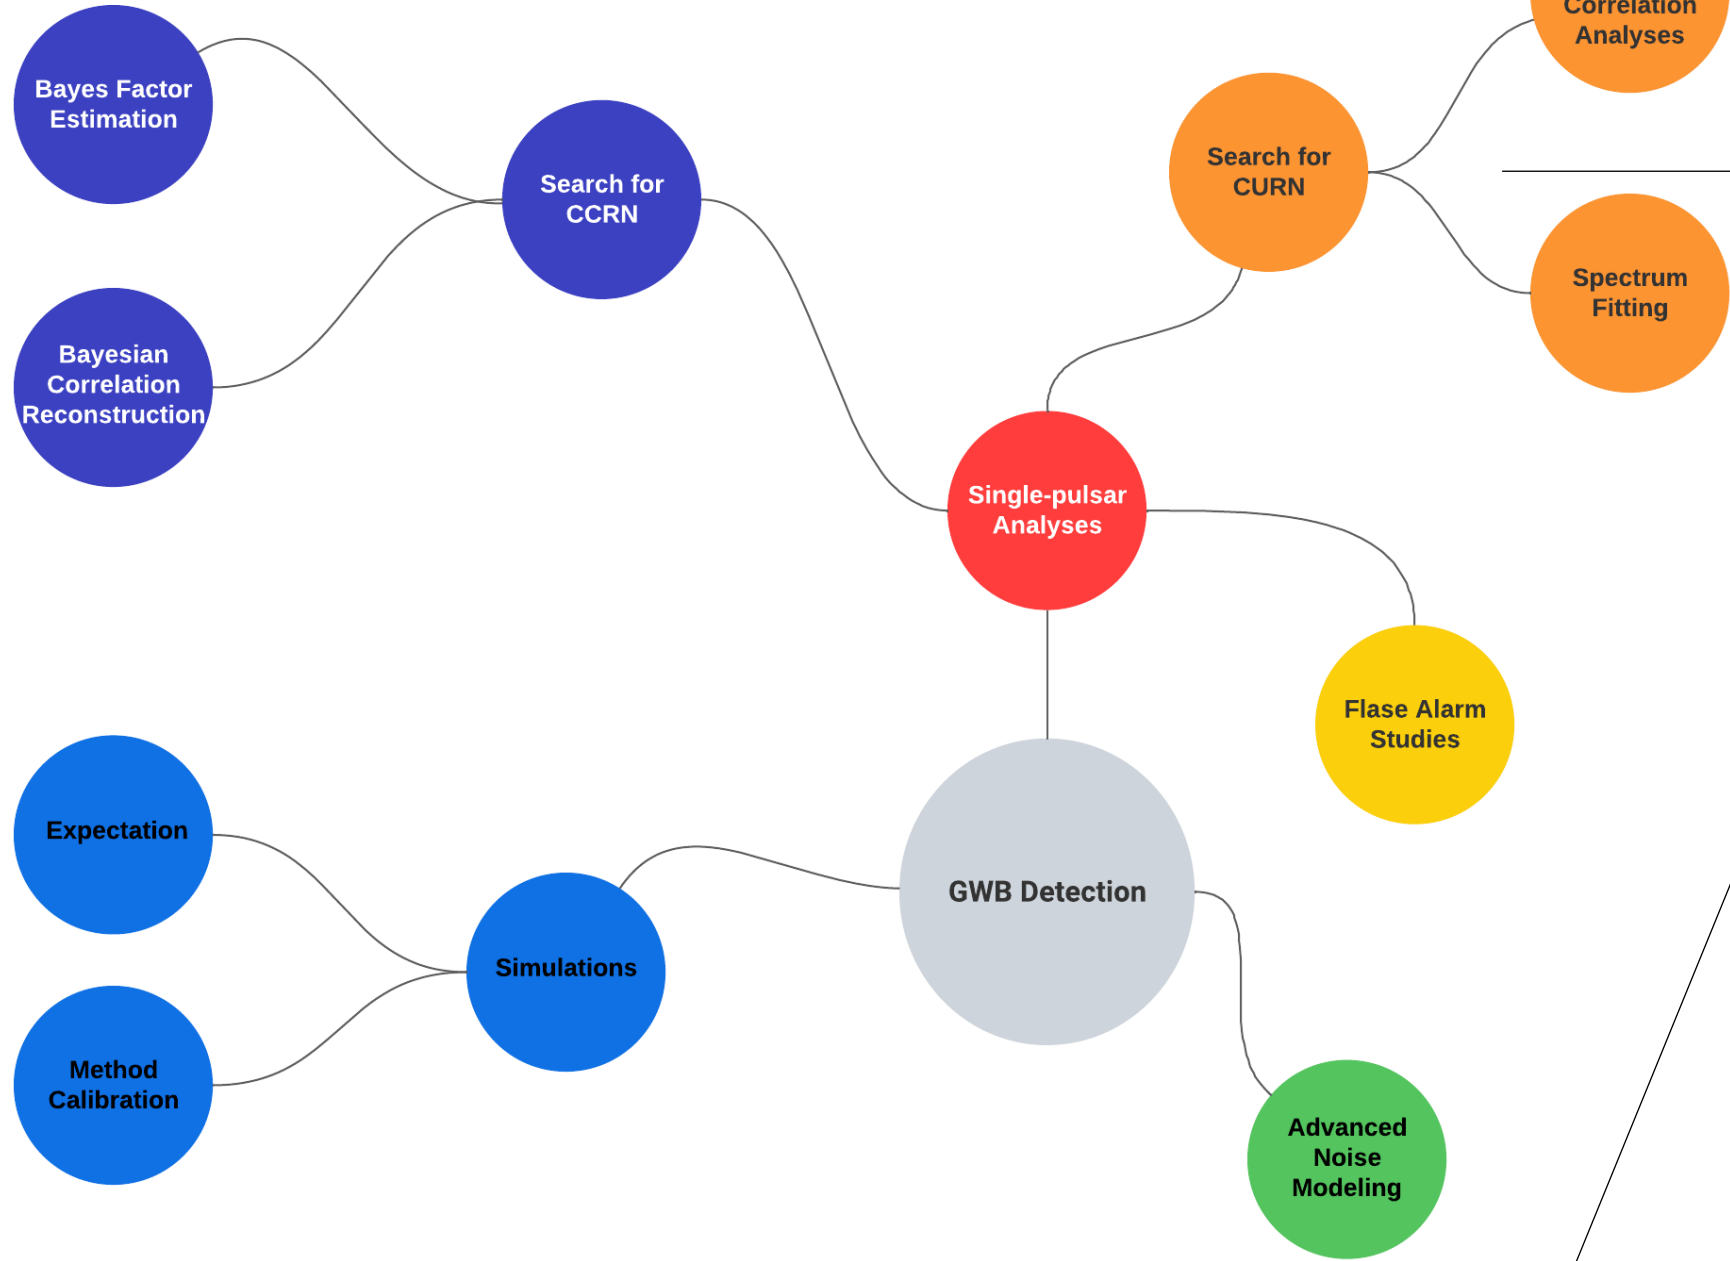 Correlation
Analyses
Bayes Factor
Estimation
Search for
CCRN
Search for
CURN
Spectrum
Fitting
Bayesian
Correlation
Reconstruction
Single-pulsar
Analyses
Flase Alarm
Studies
Expectation
GWB Detection
Simulations
Method
Calibration
Advanced
Noise
Modeling